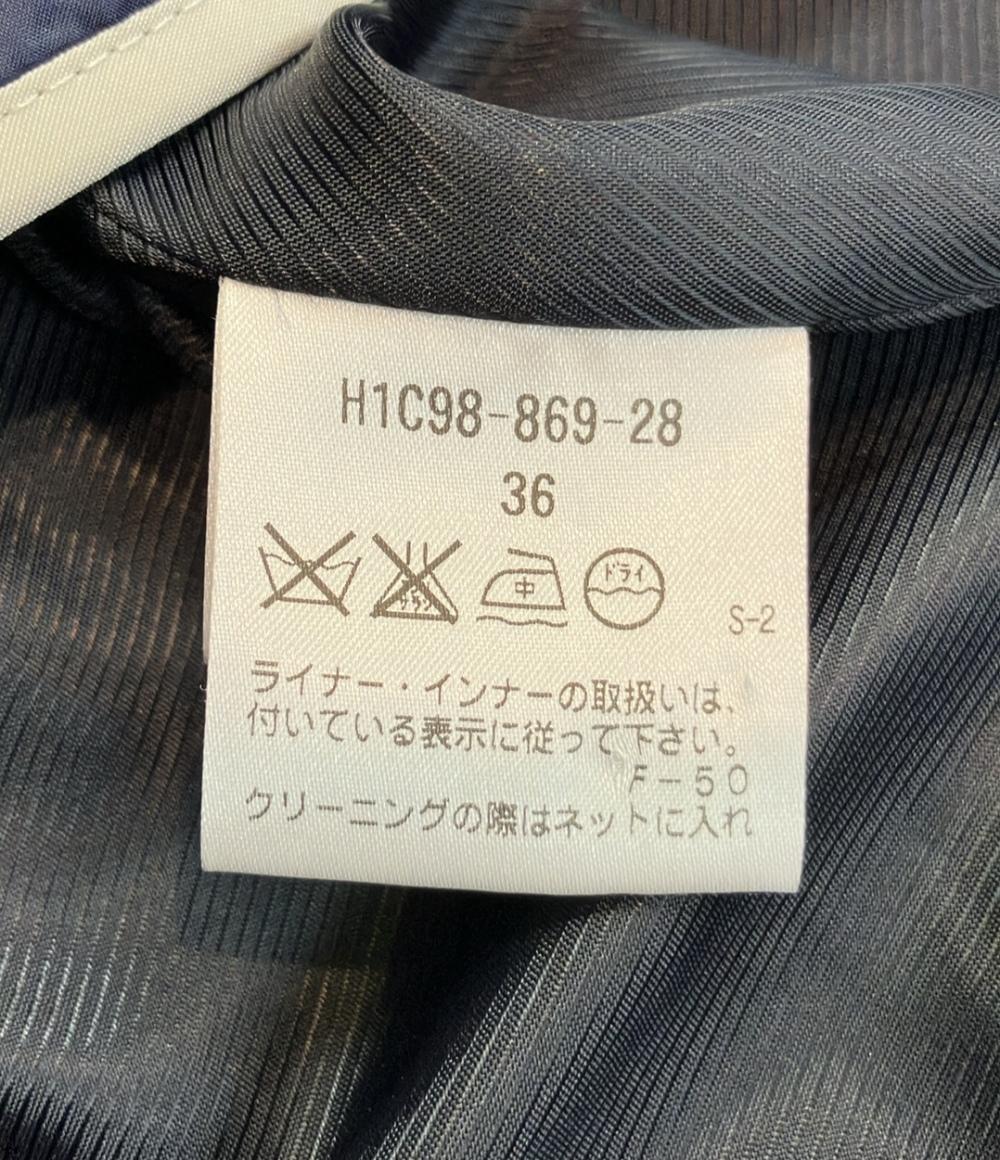 H1C98-869-28
36
中
ドライ
S-2
ライナー・インナーの取扱いは、
付いている表示に従って下さい。
F-50
クリーニングの際はネットに入れ